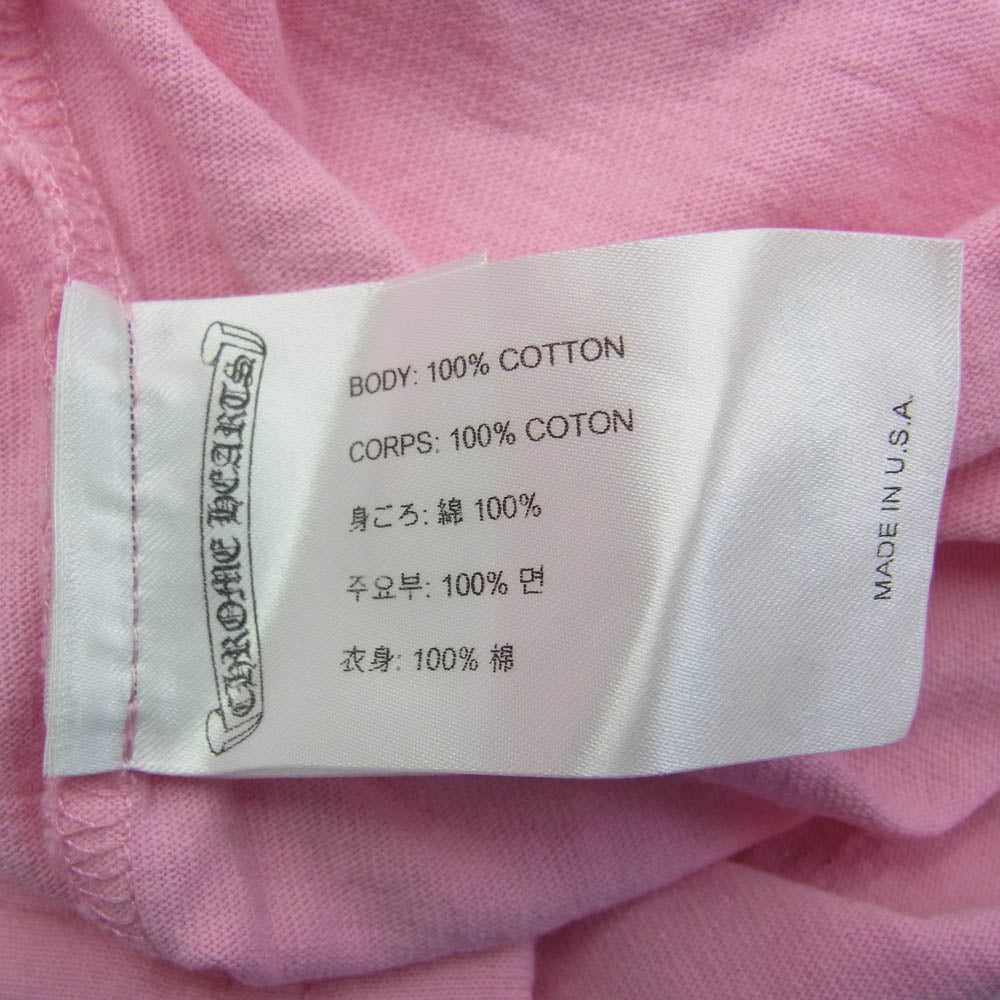 CHROME HEARTS
BODY: 100% COTTON
CORPS: 100% COTON
身ごろ: 綿 100%
주요부: 100% 면
衣身: 100% 棉
MADE IN U.S.A.